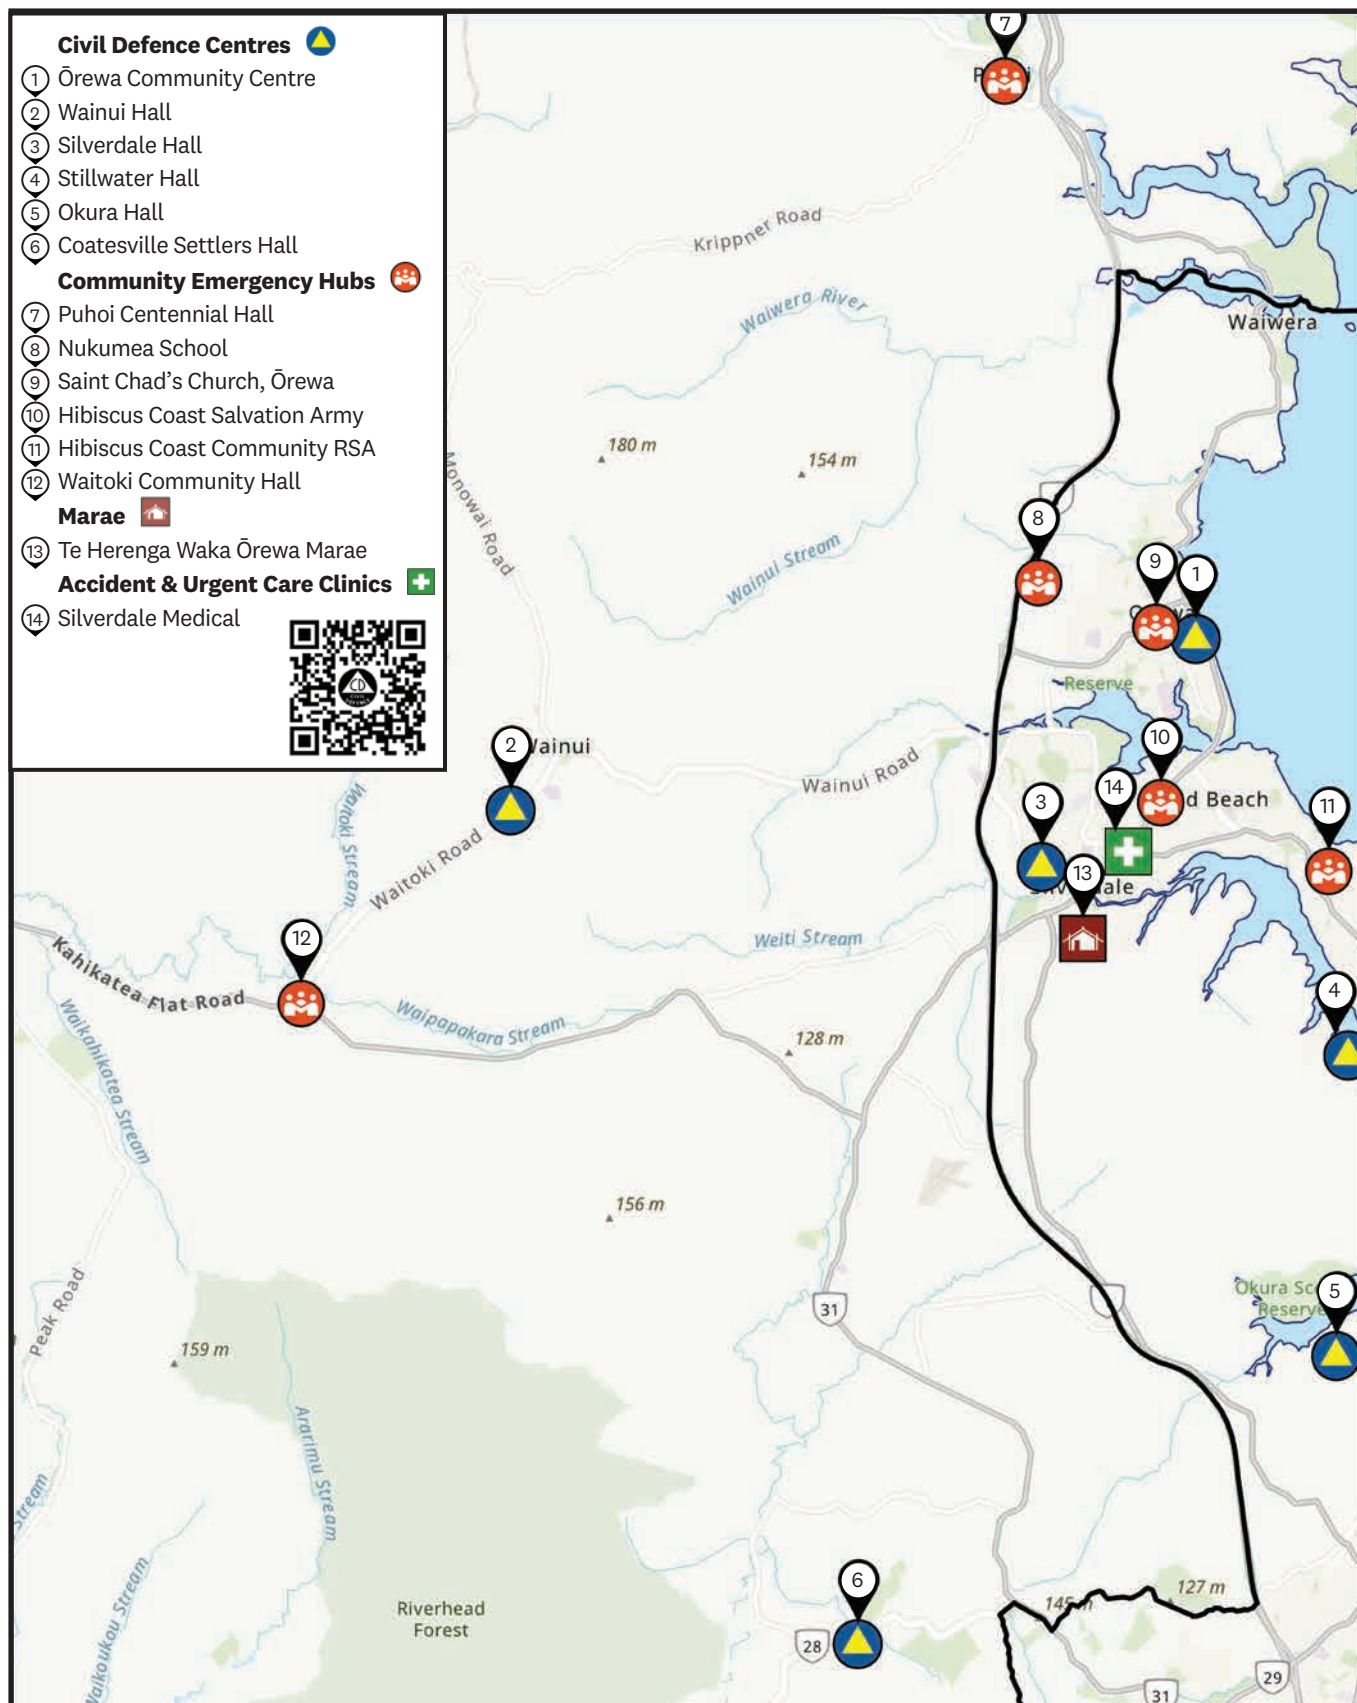 Civil Defence Centres
1 Ōrewa Community Centre
2 Wainui Hall
3 Silverdale Hall
4 Stillwater Hall
5 Okura Hall
6 Coatesville Settlers Hall
Community Emergency Hubs
7 Puhoi Centennial Hall
8 Nukumea School
9 Saint Chad's Church, Ōrewa
10 Hibiscus Coast Salvation Army
11 Hibiscus Coast Community RSA
12 Waitoki Community Hall
Marae
13 Te Herenga Waka Ōrewa Marae
Accident & Urgent Care Clinics
14 Silverdale Medical
CD
7
Krippner Road
Waiwera River
Waiwera
180 m
154 m
Monowai Road
8
Wainui Stream
9
1
Reserve
2
Wainui
10
Wainui Road
14
d Beach
3
11
Waitoki Stream
Waitoki Road
13
12
Weiti Stream
Kahikatea Flat Road
4
Waipapakara Stream
128 m
Waikahikatea Stream
156 m
Okura
Reserve
5
31
Peak Road
159 m
Ararimu Stream
Stream
Waikoukou Stream
6
127 m
145 m
Riverhead
Forest
28
29
31